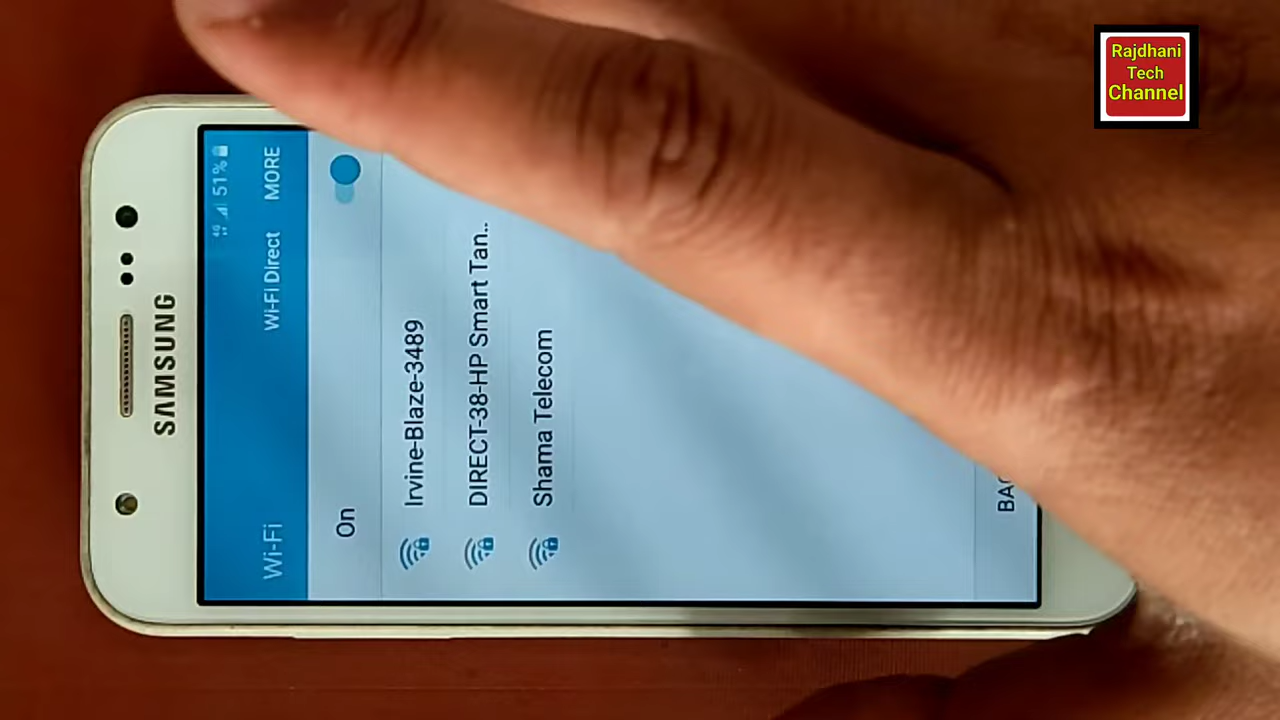 Rajdhani
Tech
Channel
SAMSUNG
4G 51%
Wi-Fi Wi-Fi Direct MORE
On
Irvine-Blaze-3489
DIRECT-38-HP Smart Tan..
Shama Telecom